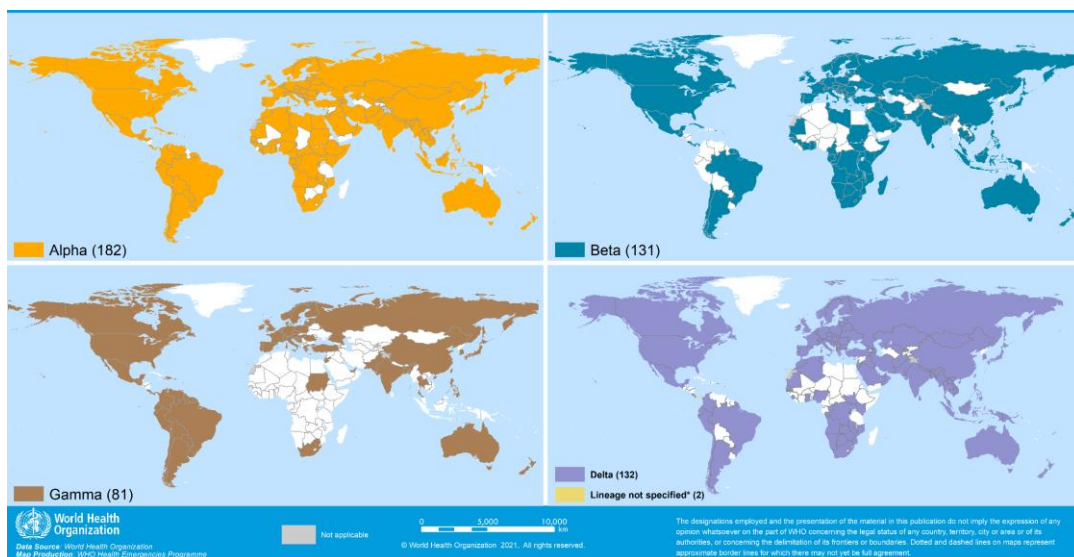 Alpha (182)
Beta (131)
Gamma (81)
Delta (132)
Lineage not specified* (2)
World Health
Organization
Data Source: World Health Organization
Map Production: WHO Health Emergencies Programme
Not applicable
0 5,000 10,000
km
© World Health Organization 2021, All rights reserved.
The designations employed and the presentation of the material in this publication do not imply the expression of any
opinion whatsoever on the part of WHO concerning the legal status of any country, territory, city or area or of its
authorities, or concerning the delimitation of its frontiers or boundaries. Dotted and dashed lines on maps represent
approximate border lines for which there may not yet be full agreement.